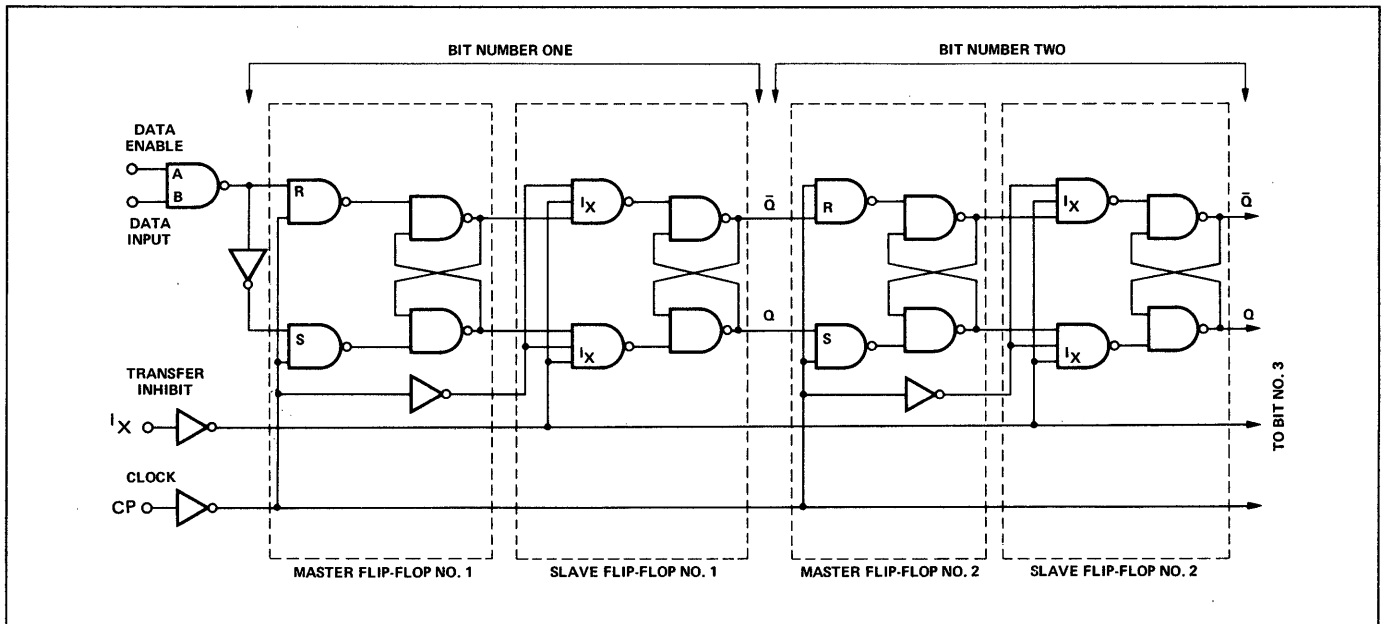 BIT NUMBER ONE
BIT NUMBER TWO
DATA
ENABLE
A
B
DATA
INPUT
R
S
IX
IX
Q̄
Q
R
S
IX
IX
Q̄
Q
TRANSFER
INHIBIT
IX
CLOCK
CP
TO BIT NO. 3
MASTER FLIP-FLOP NO. 1
SLAVE FLIP-FLOP NO. 1
MASTER FLIP-FLOP NO. 2
SLAVE FLIP-FLOP NO. 2